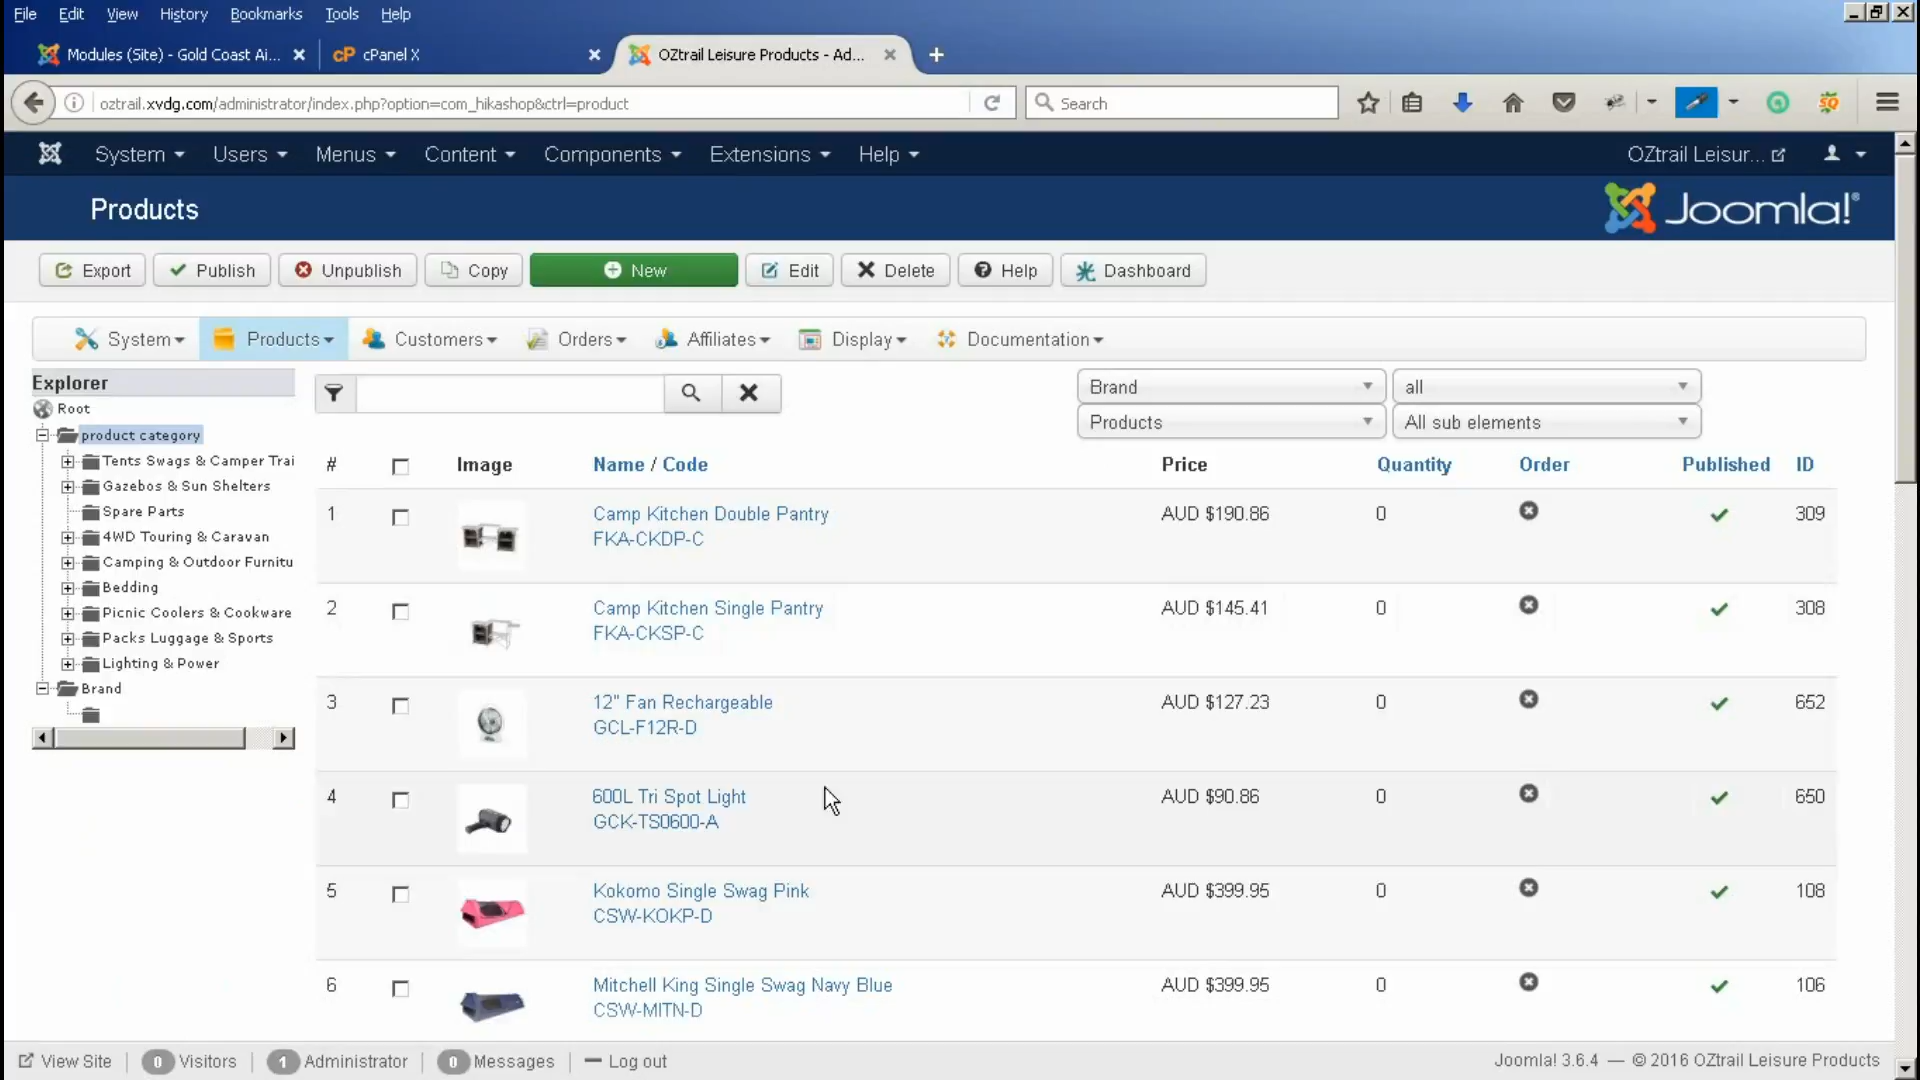 File Edit View History Bookmarks Tools Help
Modules (Site) - Gold Coast Ai... cPanel X OZtrail Leisure Products - Ad...
oztrail.xvdg.com/administrator/index.php?option=com_hikashop&ctrl=product Search
System Users Menus Content Components Extensions Help OZtrail Leisur...
Products Joomla!®
Export Publish Unpublish Copy New Edit Delete Help Dashboard
System Products Customers Orders Affiliates Display Documentation
Explorer
Root
product category
Tents Swags & Camper Trai
Gazebos & Sun Shelters
Spare Parts
4WD Touring & Caravan
Camping & Outdoor Furnitu
Bedding
Picnic Coolers & Cookware
Packs Luggage & Sports
Lighting & Power
Brand
Brand all
Products All sub elements
# Image Name / Code Price Quantity Order Published ID
1 Camp Kitchen Double Pantry AUD $190.86 0 309
FKA-CKDP-C
2 Camp Kitchen Single Pantry AUD $145.41 0 308
FKA-CKSP-C
3 12" Fan Rechargeable AUD $127.23 0 652
GCL-F12R-D
4 600L Tri Spot Light AUD $90.86 0 650
GCK-TS0600-A
5 Kokomo Single Swag Pink AUD $399.95 0 108
CSW-KOKP-D
6 Mitchell King Single Swag Navy Blue AUD $399.95 0 106
CSW-MITN-D
View Site 0 Visitors 1 Administrator 0 Messages Log out Joomla! 3.6.4 — © 2016 OZtrail Leisure Products